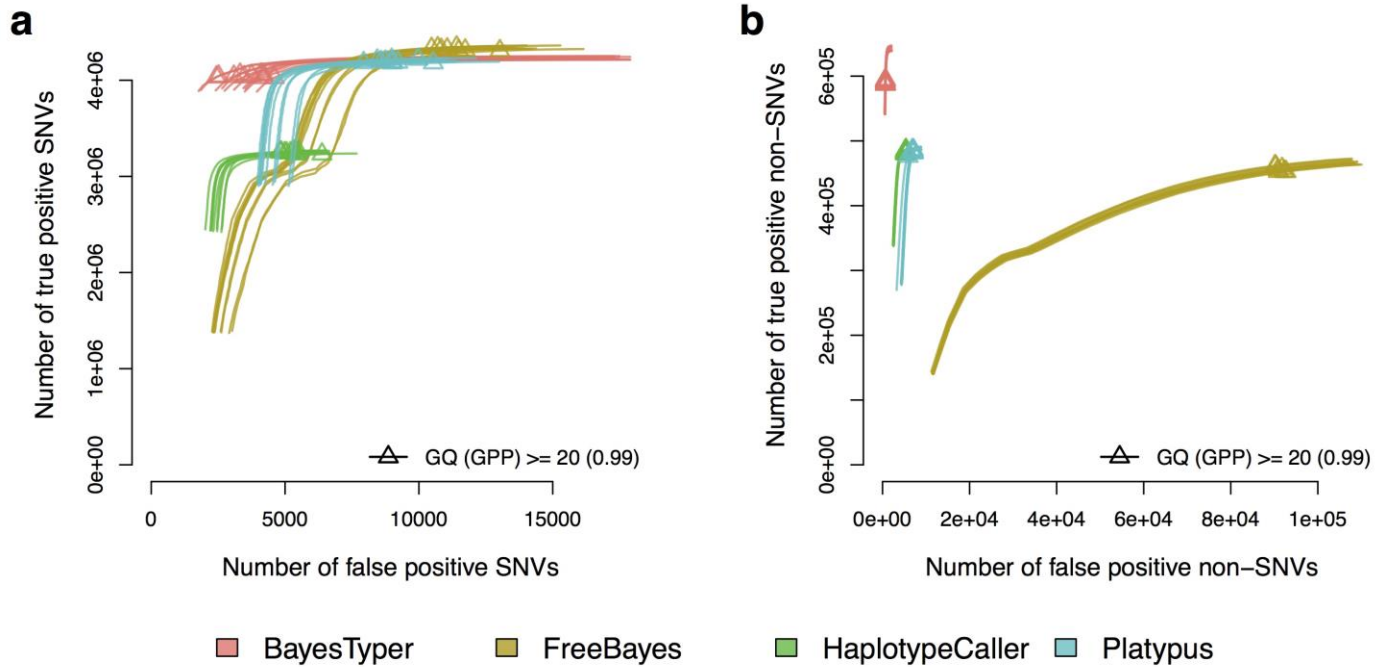 a
Number of true positive SNVs
4e+06
3e+06
2e+06
1e+06
0e+00
GQ (GPP) >= 20 (0.99)
0 5000 10000 15000
Number of false positive SNVs
b
Number of true positive non−SNVs
6e+05
4e+05
2e+05
0e+00
GQ (GPP) >= 20 (0.99)
0e+00 2e+04 4e+04 6e+04 8e+04 1e+05
Number of false positive non−SNVs
BayesTyper FreeBayes HaplotypeCaller Platypus